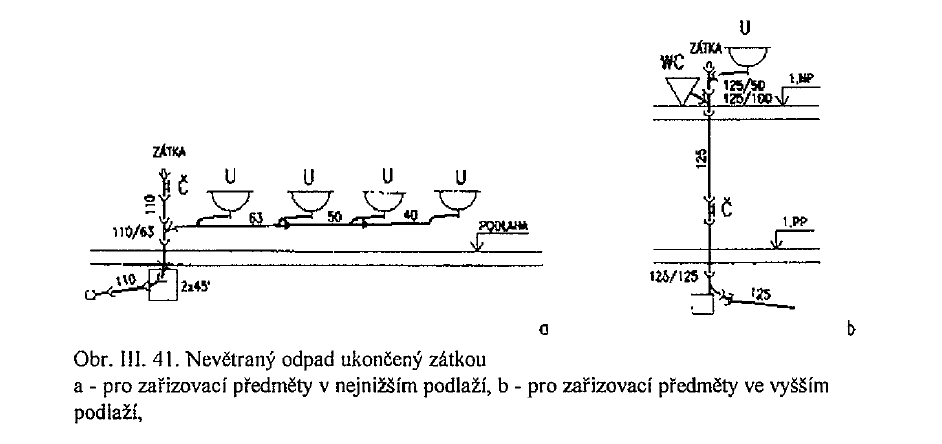 ZÁTKA
Č
110
U U U U
63 50 40
110/63
PODLAHA
110
2x45°
a
U
ZÁTKA
WC
125/50
125/100
1.NP
125
Č
1.PP
125/125
125
b
Obr. III. 41. Nevětraný odpad ukončený zátkou
a - pro zařizovací předměty v nejnižším podlaží, b - pro zařizovací předměty ve vyšším
podlaží,